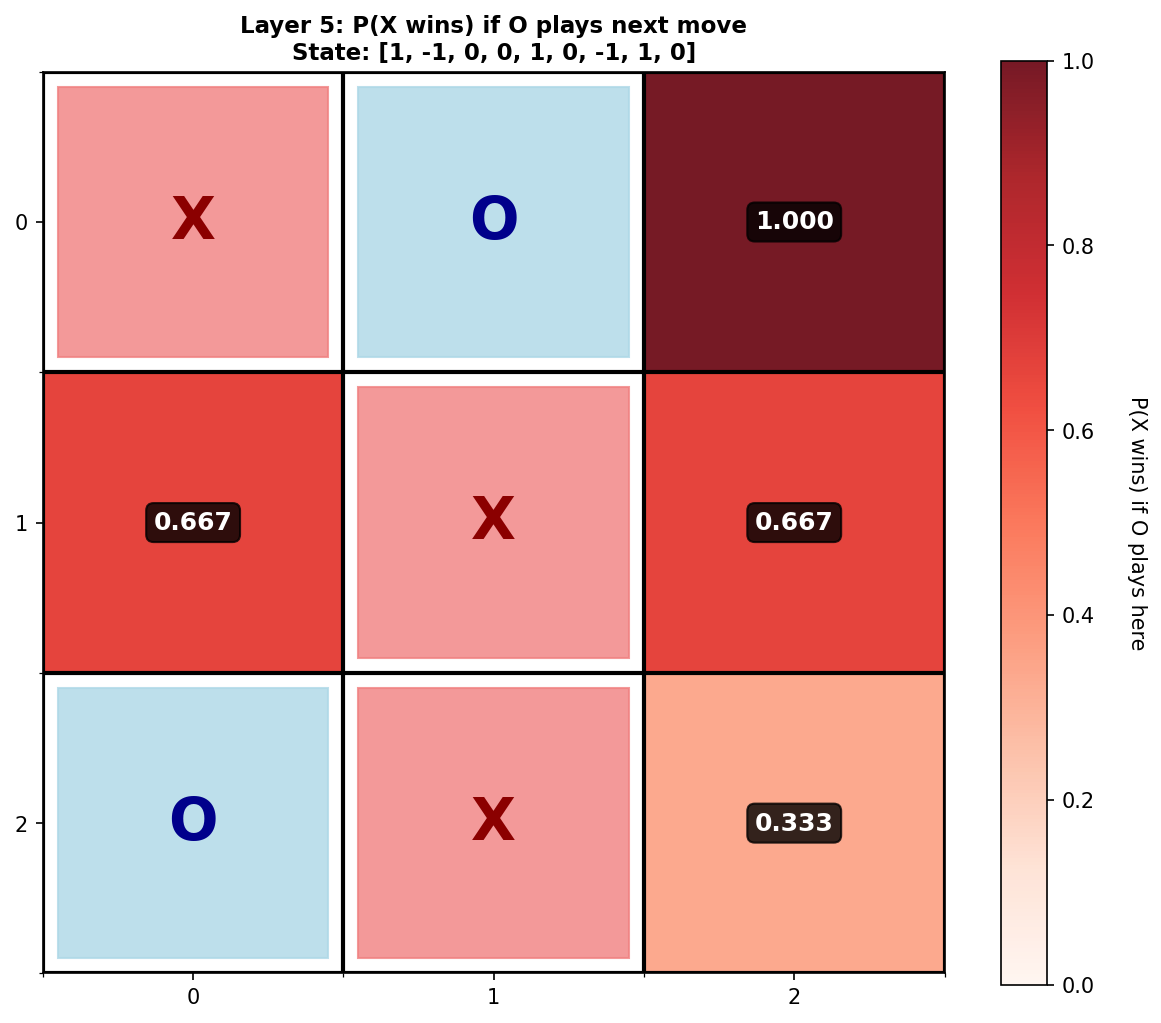 Layer 5: P(X wins) if O plays next move
State: [1, -1, 0, 0, 1, 0, -1, 1, 0]
X
O
1.000
0.667
X
0.667
O
X
0.333
0
1
2
0
1
2
1.0
0.8
0.6
0.4
0.2
0.0
P(X wins) if O plays here